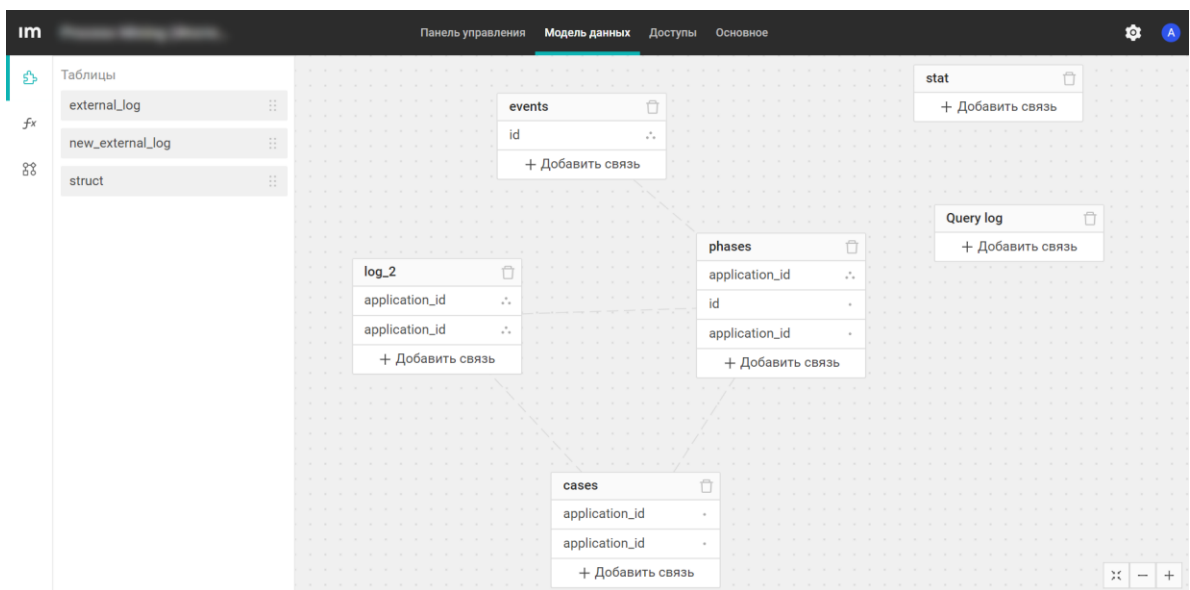 ım
Панель управления
Модель данных
Доступы
Основное
A
Таблицы
external_log
new_external_log
struct
fx
events
id
+ Добавить связь
stat
+ Добавить связь
Query log
+ Добавить связь
phases
application_id
id
application_id
+ Добавить связь
log_2
application_id
application_id
+ Добавить связь
cases
application_id
application_id
+ Добавить связь